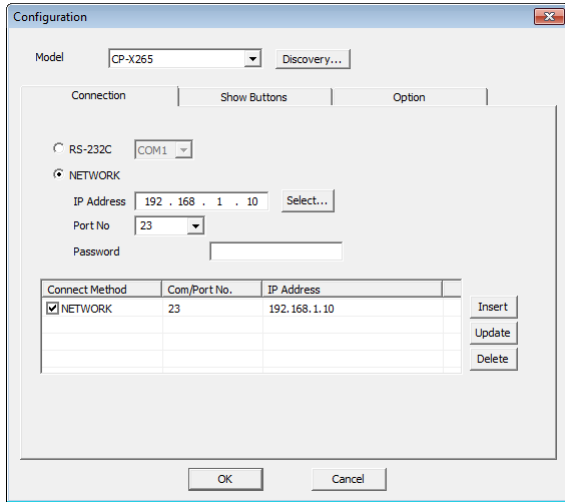 Configuration
Model CP-X265 Discovery...
Connection Show Buttons Option
RS-232C COM1
NETWORK
IP Address 192 . 168 . 1 . 10 Select...
Port No 23
Password
Connect Method Com/Port No. IP Address
NETWORK 23 192.168.1.10
Insert
Update
Delete
OK Cancel